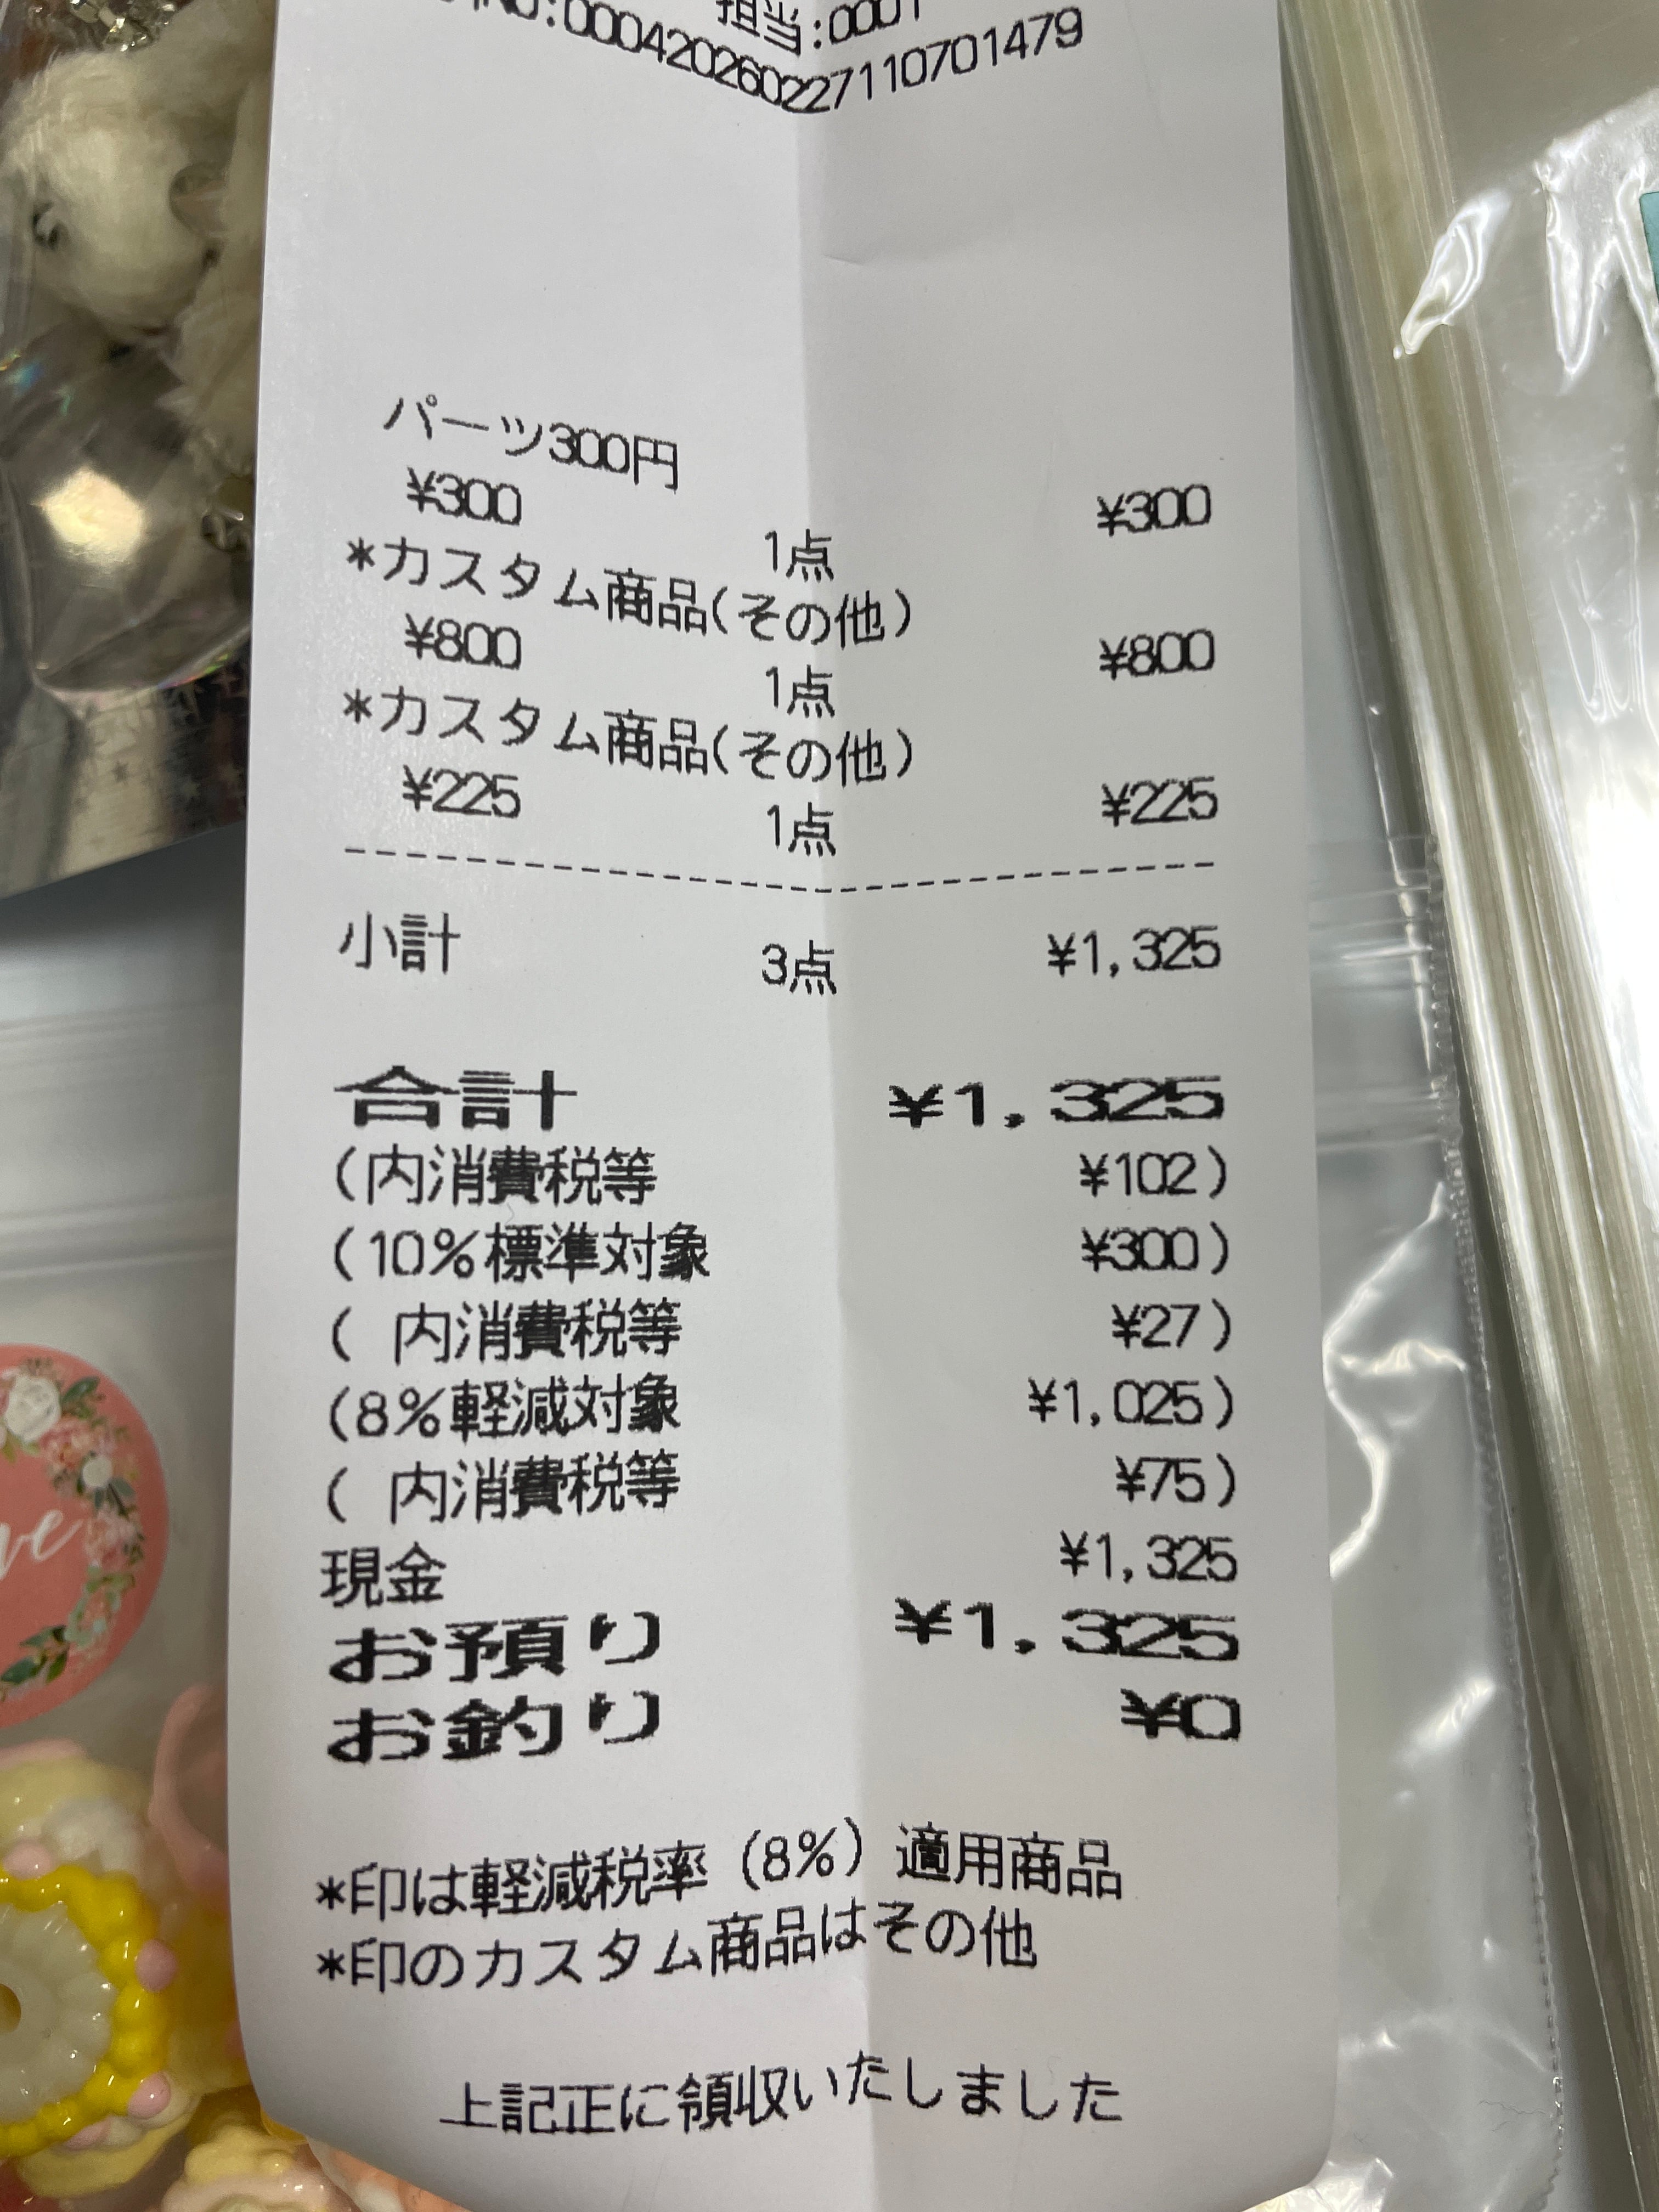 担当:0001
No:000420260227110701479
パーツ300円
¥300 1点 ¥300
*カスタム商品(その他)
¥800 1点 ¥800
*カスタム商品(その他)
¥225 1点 ¥225
小計 3点 ¥1,325
合計 ¥1,325
(内消費税等 ¥102)
(10%標準対象 ¥300)
( 内消費税等 ¥27)
(8%軽減対象 ¥1,025)
( 内消費税等 ¥75)
現金 ¥1,325
お預り ¥1,325
お釣り ¥0
*印は軽減税率(8%)適用商品
*印のカスタム商品はその他
上記正に領収いたしました